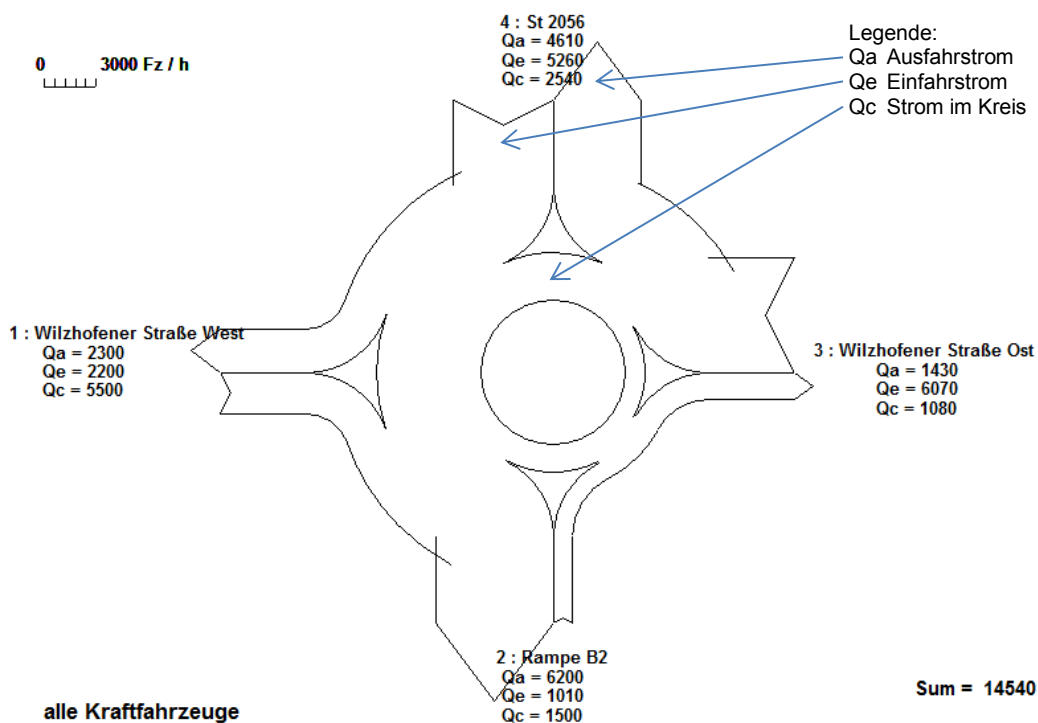 4 : St 2056
Qa = 4610
Qe = 5260
Qc = 2540
0 3000 Fz / h
Legende:
Qa Ausfahrstrom
Qe Einfahrstrom
Qc Strom im Kreis
1 : Wilzhofener Straße West
Qa = 2300
Qe = 2200
Qc = 5500
3 : Wilzhofener Straße Ost
Qa = 1430
Qe = 6070
Qc = 1080
2 : Rampe B2
Qa = 6200
Qe = 1010
Qc = 1500
Sum = 14540
alle Kraftfahrzeuge